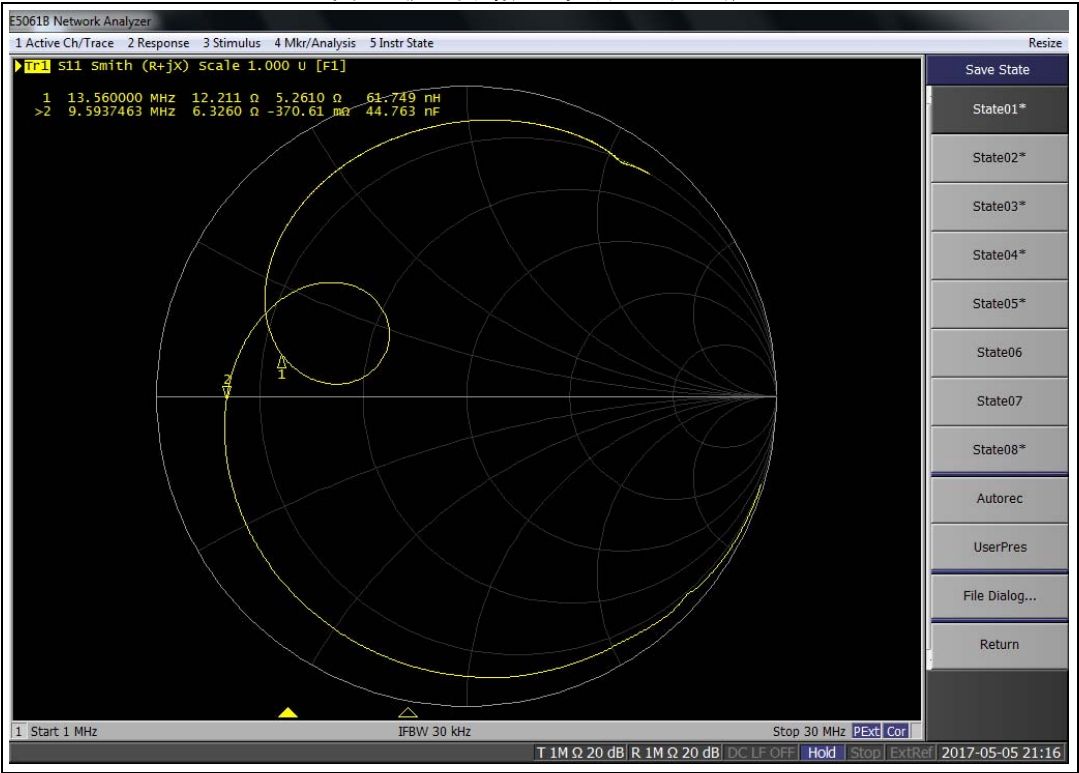 E5061B Network Analyzer
1 Active Ch/Trace 2 Response 3 Stimulus 4 Mkr/Analysis 5 Instr State Resize
Tr1 S11 Smith (R+jX) Scale 1.000 U [F1]
1 13.560000 MHz 12.211 Ω 5.2610 Ω 61.749 nH
>2 9.5937463 MHz 6.3260 Ω -370.61 mΩ 44.763 nF
2
1
Save State
State01*
State02*
State03*
State04*
State05*
State06
State07
State08*
Autorec
UserPres
File Dialog...
Return
1 Start 1 MHz IFBW 30 kHz Stop 30 MHz PExt Cor
T 1M Ω 20 dB R 1M Ω 20 dB DC LF OFF Hold Stop ExtRef 2017-05-05 21:16